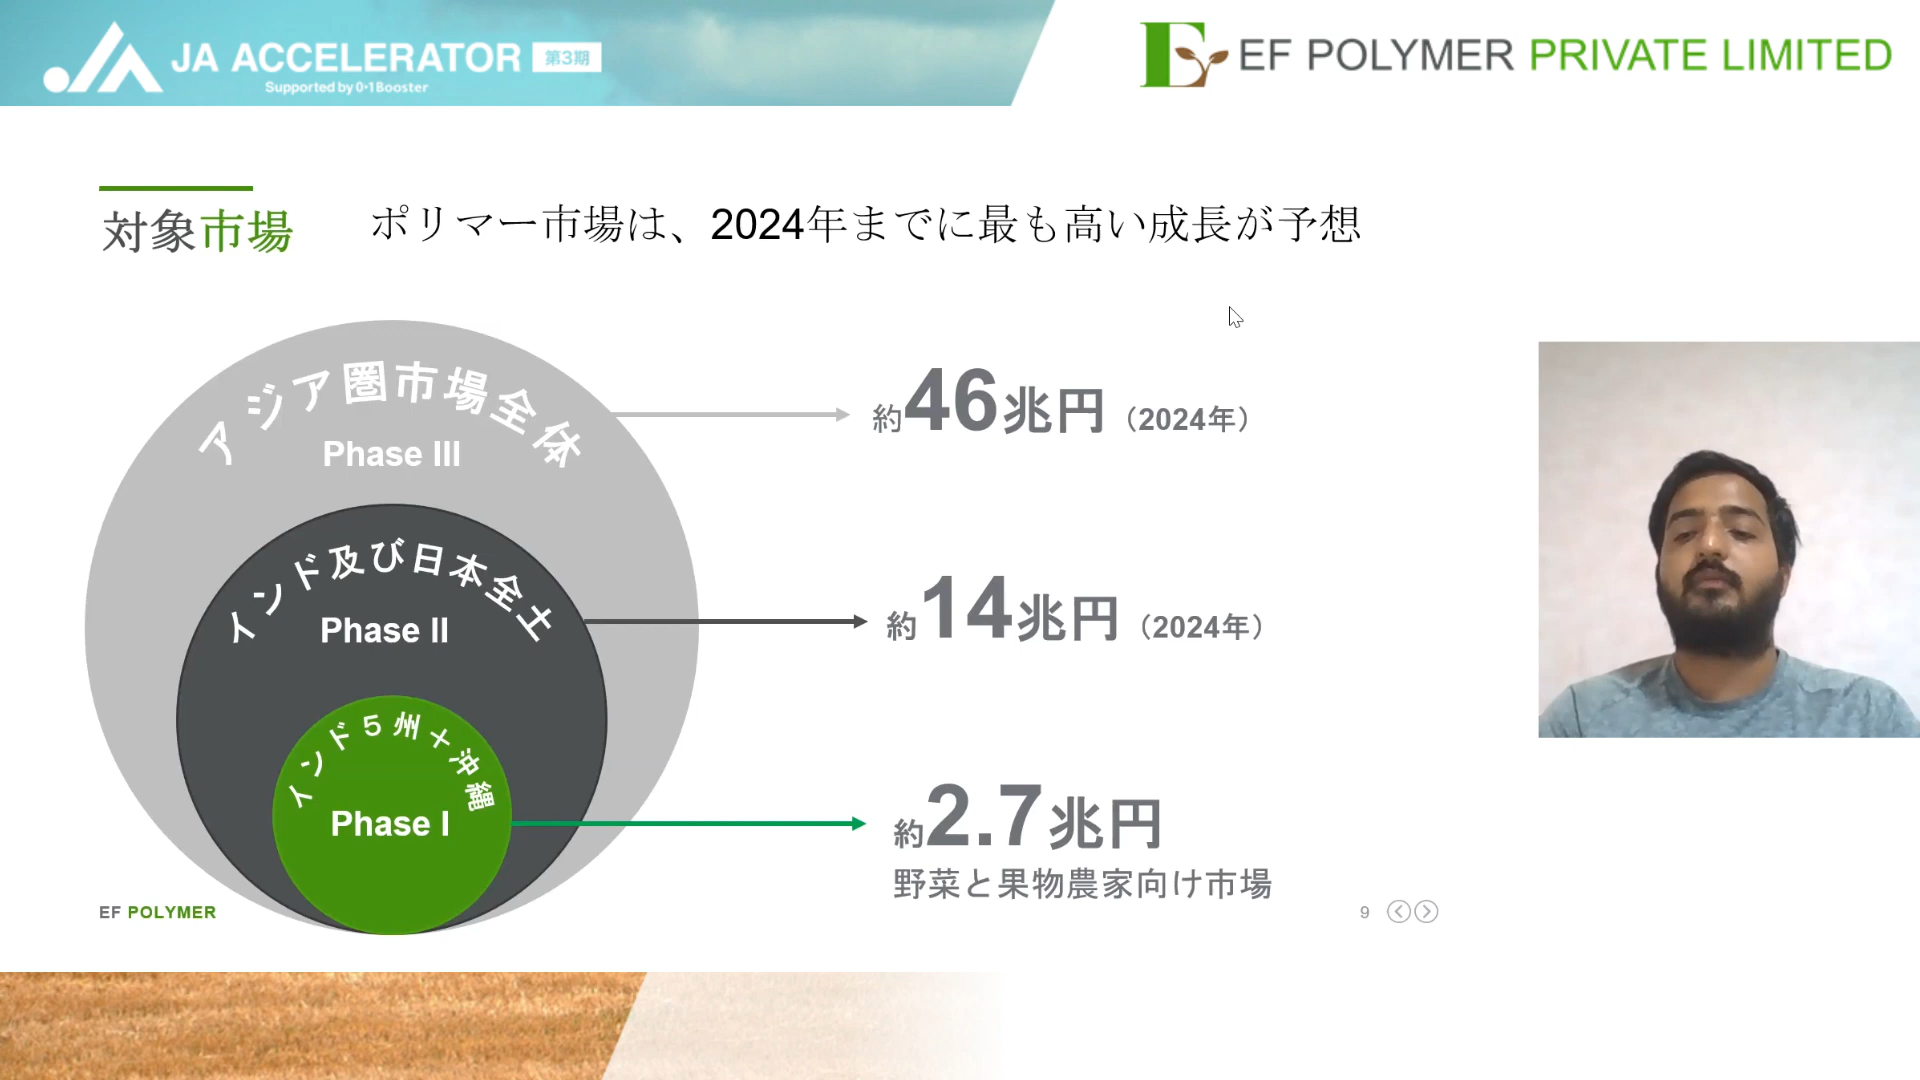 JA ACCELERATOR 第3期
Supported by 0・1Booster
EF POLYMER PRIVATE LIMITED
対象市場
ポリマー市場は、2024年までに最も高い成長が予想
アジア圏市場全体
Phase III
約46兆円（2024年）
インド及び日本全土
Phase II
約14兆円（2024年）
インド5州＋沖縄
Phase I
約2.7兆円
野菜と果物農家向け市場
EF POLYMER
9